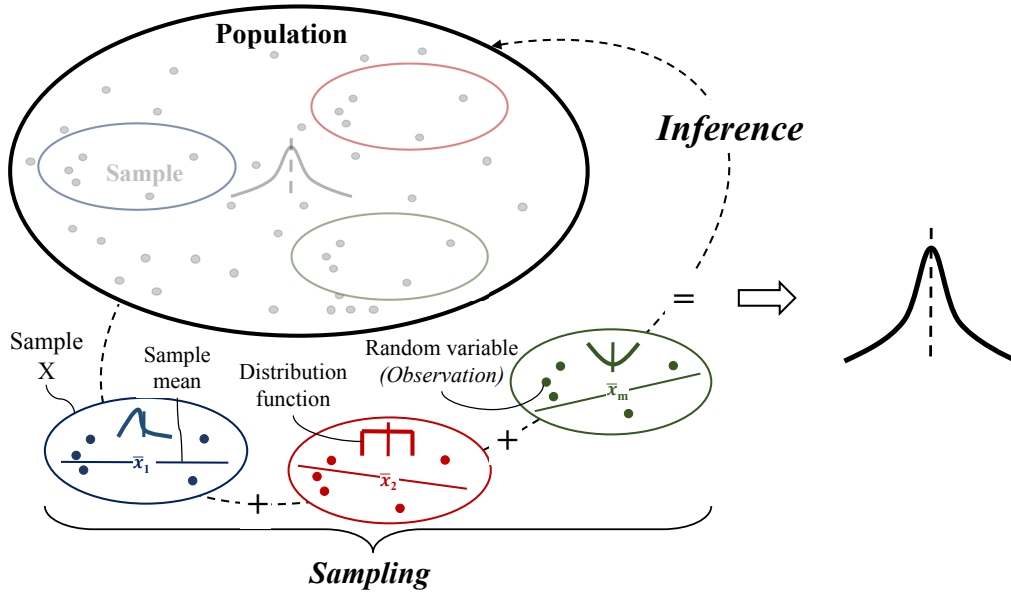 Population
Inference
Sample
=
Sample
X
Sample
mean
Distribution
function
Random variable
(Observation)
x̄m
+
x̄1
x̄2
+
Sampling